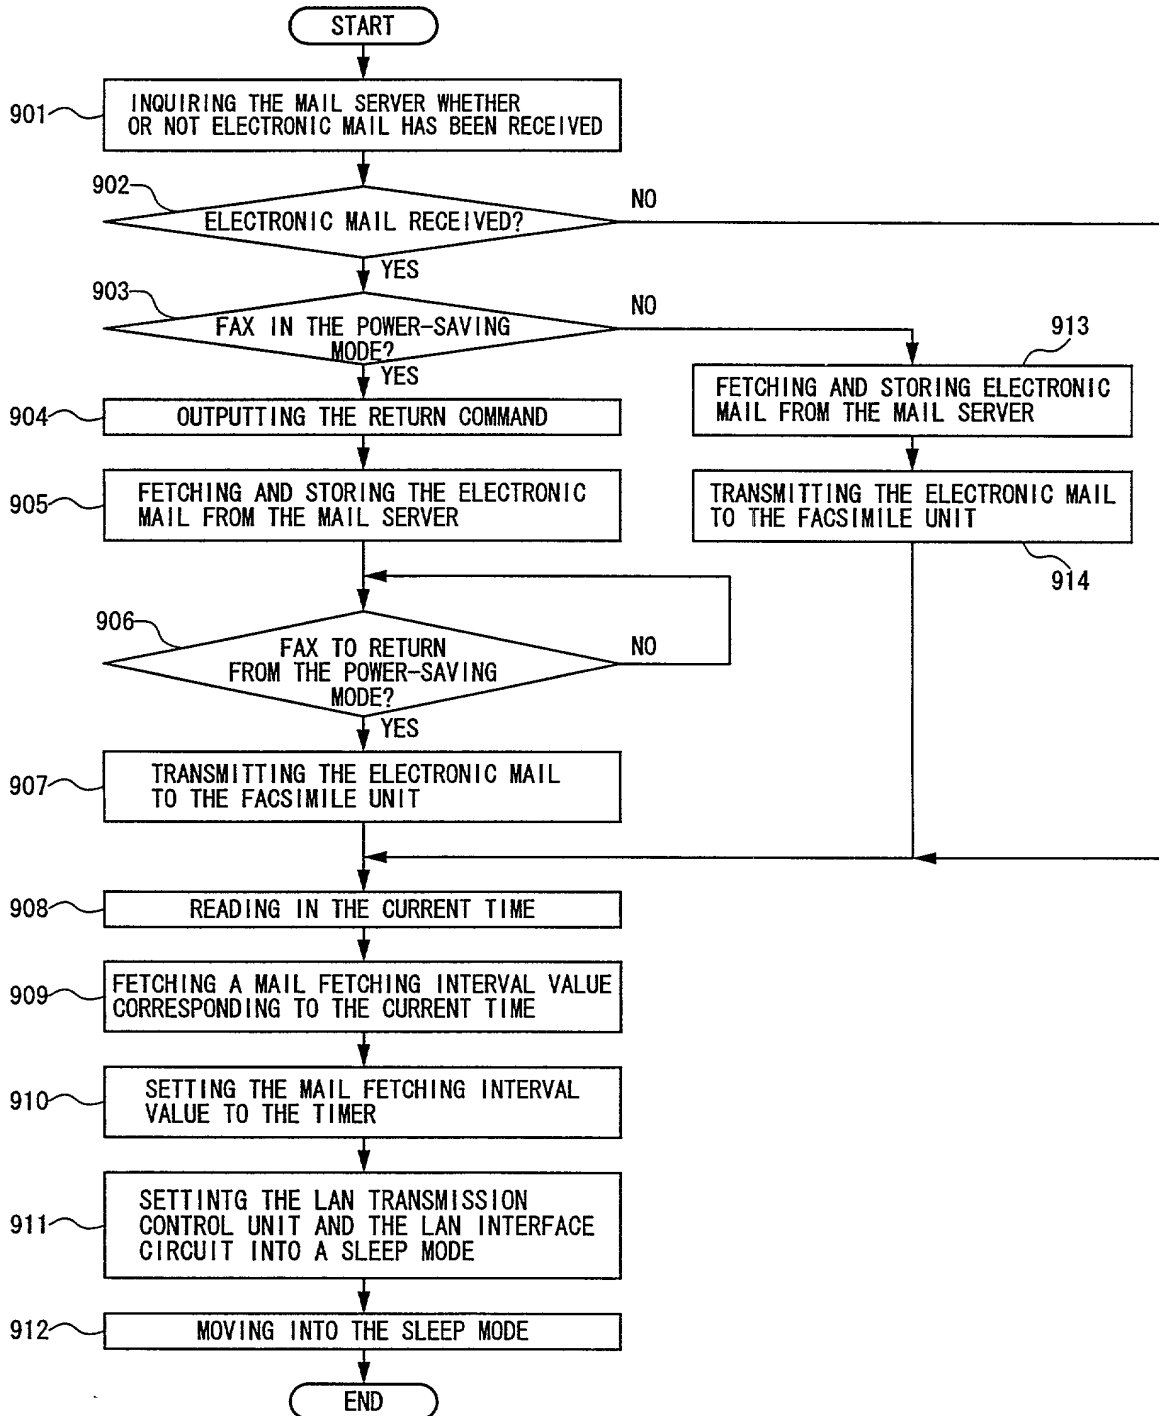 START
901
INQUIRING THE MAIL SERVER WHETHER
OR NOT ELECTRONIC MAIL HAS BEEN RECEIVED
902
ELECTRONIC MAIL RECEIVED?
NO
YES
903
FAX IN THE POWER-SAVING
MODE?
NO
YES
913
FETCHING AND STORING ELECTRONIC
MAIL FROM THE MAIL SERVER
904
OUTPUTTING THE RETURN COMMAND
905
FETCHING AND STORING THE ELECTRONIC
MAIL FROM THE MAIL SERVER
TRANSMITTING THE ELECTRONIC MAIL
TO THE FACSIMILE UNIT
914
906
FAX TO RETURN
FROM THE POWER-SAVING
MODE?
NO
YES
907
TRANSMITTING THE ELECTRONIC MAIL
TO THE FACSIMILE UNIT
908
READING IN THE CURRENT TIME
909
FETCHING A MAIL FETCHING INTERVAL VALUE
CORRESPONDING TO THE CURRENT TIME
910
SETTING THE MAIL FETCHING INTERVAL
VALUE TO THE TIMER
911
SETTINTG THE LAN TRANSMISSION
CONTROL UNIT AND THE LAN INTERFACE
CIRCUIT INTO A SLEEP MODE
912
MOVING INTO THE SLEEP MODE
END